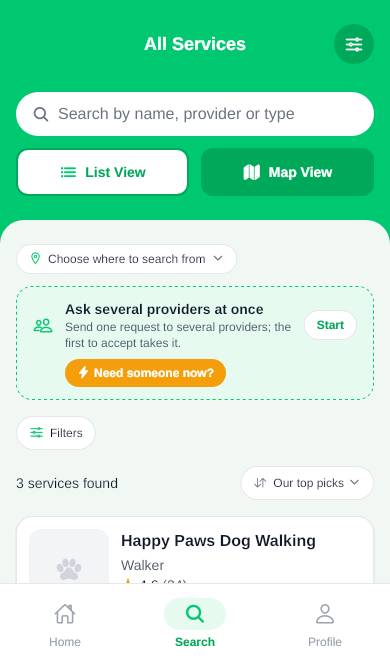 All Services
Search by name, provider or type
List View
Map View
Choose where to search from
Ask several providers at once
Send one request to several providers; the
first to accept takes it.
Start
Need someone now?
Filters
3 services found
Our top picks
Happy Paws Dog Walking
Walker
Home
Search
Profile